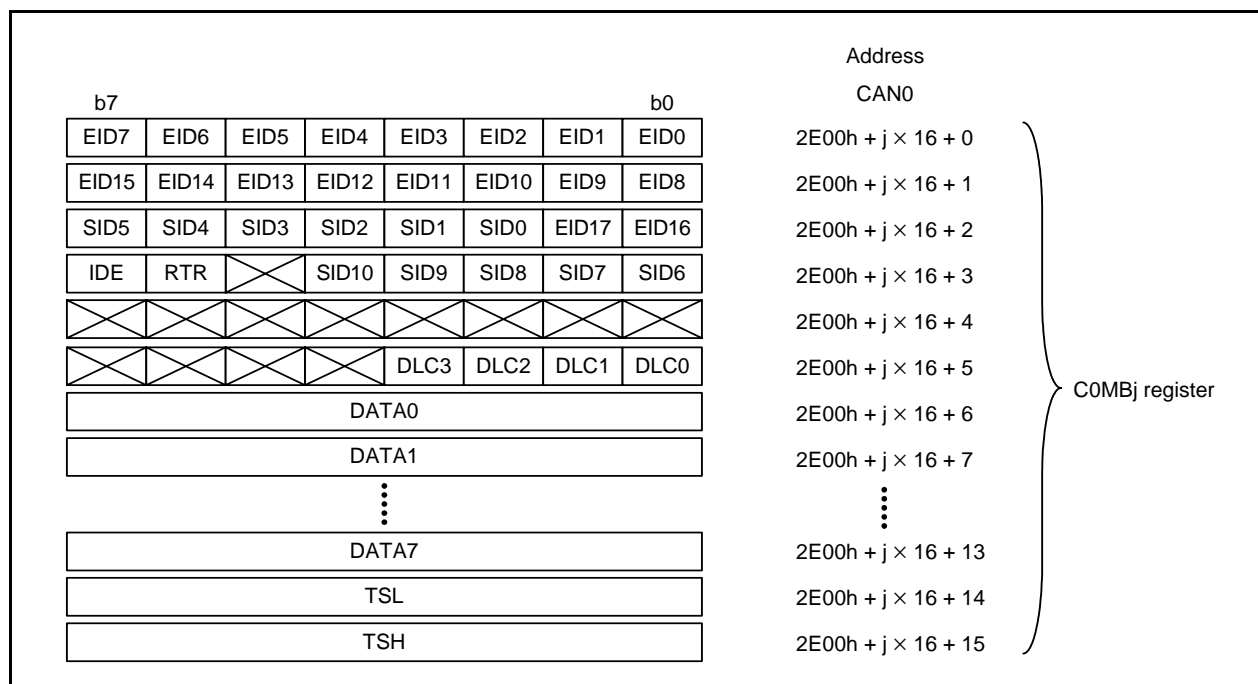 Address
b7 b0 CAN0
EID7 EID6 EID5 EID4 EID3 EID2 EID1 EID0 2E00h + j × 16 + 0
EID15 EID14 EID13 EID12 EID11 EID10 EID9 EID8 2E00h + j × 16 + 1
SID5 SID4 SID3 SID2 SID1 SID0 EID17 EID16 2E00h + j × 16 + 2
IDE RTR SID10 SID9 SID8 SID7 SID6 2E00h + j × 16 + 3
2E00h + j × 16 + 4
DLC3 DLC2 DLC1 DLC0 2E00h + j × 16 + 5
C0MBj register
DATA0 2E00h + j × 16 + 6
DATA1 2E00h + j × 16 + 7
DATA7 2E00h + j × 16 + 13
TSL 2E00h + j × 16 + 14
TSH 2E00h + j × 16 + 15